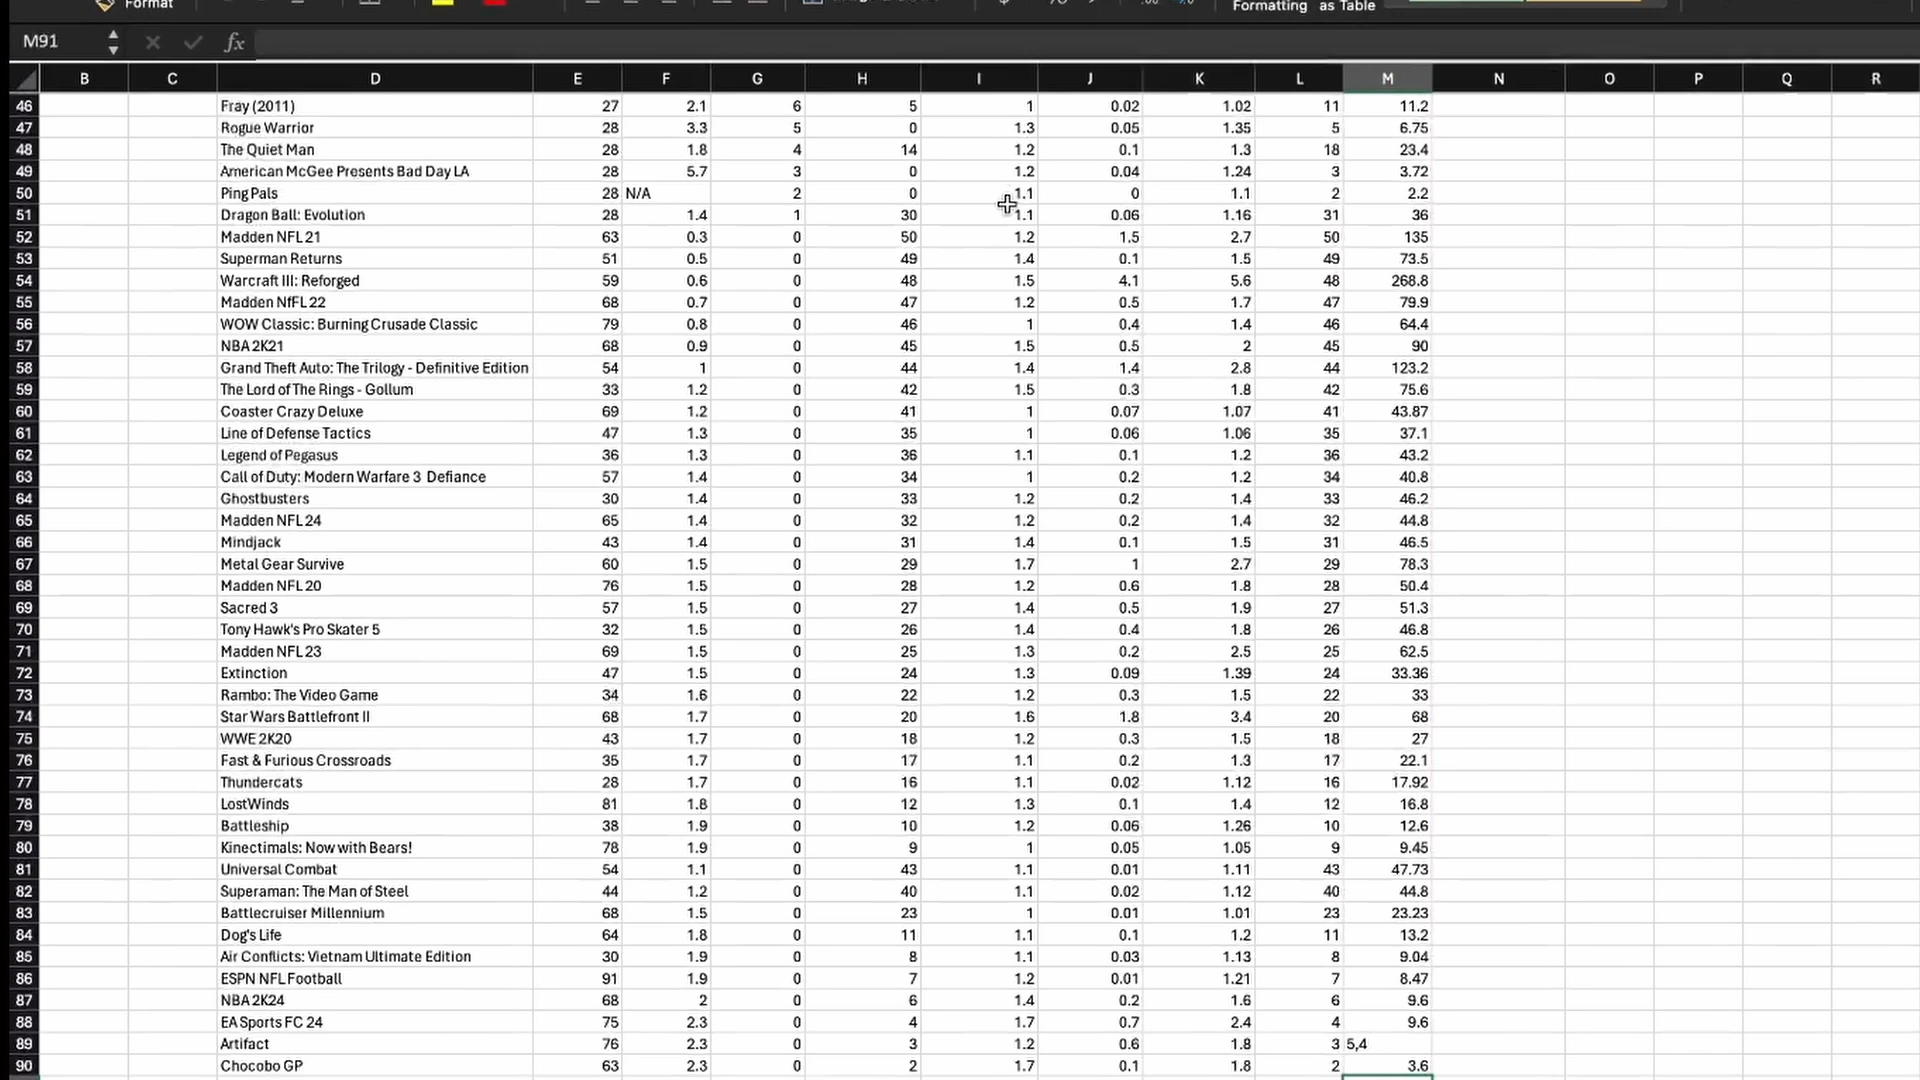 Format
Formatting as Table
M91 fx
B C D E F G H I J K L M N O P Q R
46 Fray (2011) 27 2.1 6 5 1 0.02 1.02 11 11.2
47 Rogue Warrior 28 3.3 5 0 1.3 0.05 1.35 5 6.75
48 The Quiet Man 28 1.8 4 14 1.2 0.1 1.3 18 23.4
49 American McGee Presents Bad Day LA 28 5.7 3 0 1.2 0.04 1.24 3 3.72
50 Ping Pals 28 N/A 2 0 1.1 0 1.1 2 2.2
51 Dragon Ball: Evolution 28 1.4 1 30 1.1 0.06 1.16 31 36
52 Madden NFL 21 63 0.3 0 50 1.2 1.5 2.7 50 135
53 Superman Returns 51 0.5 0 49 1.4 0.1 1.5 49 73.5
54 Warcraft III: Reforged 59 0.6 0 48 1.5 4.1 5.6 48 268.8
55 Madden NfFL 22 68 0.7 0 47 1.2 0.5 1.7 47 79.9
56 WOW Classic: Burning Crusade Classic 79 0.8 0 46 1 0.4 1.4 46 64.4
57 NBA 2K21 68 0.9 0 45 1.5 0.5 2 45 90
58 Grand Theft Auto: The Trilogy - Definitive Edition 54 1 0 44 1.4 1.4 2.8 44 123.2
59 The Lord of The Rings - Gollum 33 1.2 0 42 1.5 0.3 1.8 42 75.6
60 Coaster Crazy Deluxe 69 1.2 0 41 1 0.07 1.07 41 43.87
61 Line of Defense Tactics 47 1.3 0 35 1 0.06 1.06 35 37.1
62 Legend of Pegasus 36 1.3 0 36 1.1 0.1 1.2 36 43.2
63 Call of Duty: Modern Warfare 3 Defiance 57 1.4 0 34 1 0.2 1.2 34 40.8
64 Ghostbusters 30 1.4 0 33 1.2 0.2 1.4 33 46.2
65 Madden NFL 24 65 1.4 0 32 1.2 0.2 1.4 32 44.8
66 Mindjack 43 1.4 0 31 1.4 0.1 1.5 31 46.5
67 Metal Gear Survive 60 1.5 0 29 1.7 1 2.7 29 78.3
68 Madden NFL 20 76 1.5 0 28 1.2 0.6 1.8 28 50.4
69 Sacred 3 57 1.5 0 27 1.4 0.5 1.9 27 51.3
70 Tony Hawk's Pro Skater 5 32 1.5 0 26 1.4 0.4 1.8 26 46.8
71 Madden NFL 23 69 1.5 0 25 1.3 0.2 2.5 25 62.5
72 Extinction 47 1.5 0 24 1.3 0.09 1.39 24 33.36
73 Rambo: The Video Game 34 1.6 0 22 1.2 0.3 1.5 22 33
74 Star Wars Battlefront II 68 1.7 0 20 1.6 1.8 3.4 20 68
75 WWE 2K20 43 1.7 0 18 1.2 0.3 1.5 18 27
76 Fast & Furious Crossroads 35 1.7 0 17 1.1 0.2 1.3 17 22.1
77 Thundercats 28 1.7 0 16 1.1 0.02 1.12 16 17.92
78 LostWinds 81 1.8 0 12 1.3 0.1 1.4 12 16.8
79 Battleship 38 1.9 0 10 1.2 0.06 1.26 10 12.6
80 Kinectimals: Now with Bears! 78 1.9 0 9 1 0.05 1.05 9 9.45
81 Universal Combat 54 1.1 0 43 1.1 0.01 1.11 43 47.73
82 Superaman: The Man of Steel 44 1.2 0 40 1.1 0.02 1.12 40 44.8
83 Battlecruiser Millennium 68 1.5 0 23 1 0.01 1.01 23 23.23
84 Dog's Life 64 1.8 0 11 1.1 0.1 1.2 11 13.2
85 Air Conflicts: Vietnam Ultimate Edition 30 1.9 0 8 1.1 0.03 1.13 8 9.04
86 ESPN NFL Football 91 1.9 0 7 1.2 0.01 1.21 7 8.47
87 NBA 2K24 68 2 0 6 1.4 0.2 1.6 6 9.6
88 EA Sports FC 24 75 2.3 0 4 1.7 0.7 2.4 4 9.6
89 Artifact 76 2.3 0 3 1.2 0.6 1.8 3 5,4
90 Chocobo GP 63 2.3 0 2 1.7 0.1 1.8 2 3.6